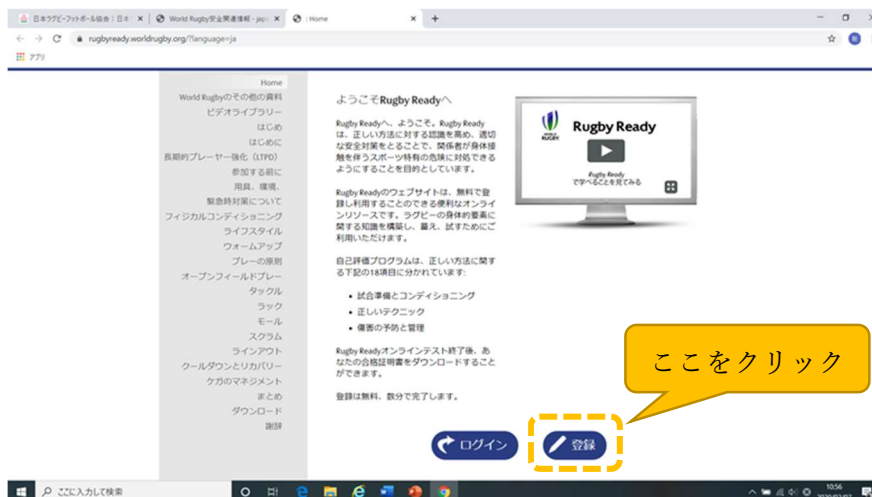 日本ラグビーフットボール協会 | 日本
World Rugby安全関連情報 - jap
: Home
rugbyready.worldrugby.org/?language=ja
アプリ
Home
World Rugbyのその他の資料
ビデオライブラリー
はじめ
はじめに
長期的プレーヤー強化（LTPD）
参加する前に
用具、環境、
緊急時対策について
フィジカルコンディショニング
ライフスタイル
ウォームアップ
プレーの原則
オープンフィールドプレー
タックル
ラック
モール
スクラム
ラインアウト
クールダウンとリカバリー
ケガのマネジメント
まとめ
ダウンロード
謝辞
ようこそRugby Readyへ
Rugby Readyへ、ようこそ。Rugby Ready
は、正しい方法に対する認識を高め、適切
な安全対策をとることで、関係者が身体接
触を伴うスポーツ特有の危険に対処できる
ようにすることを目的としています。
Rugby Readyのウェブサイトは、無料で登
録し利用することのできる便利なオンライ
ンリソースです。ラグビーの身体的要素に
関する知識を構築し、蓄え、試すためにご
利用いただけます。
自己評価プログラムは、正しい方法に関す
る下記の18項目に分かれています:
• 試合準備とコンディショニング
• 正しいテクニック
• 傷害の予防と管理
Rugby Readyオンラインテスト終了後、あ
なたの合格証明書をダウンロードすること
ができます。
登録は無料、数分で完了します。
WORLD
RUGBY
Rugby Ready
Rugby Ready
で学べることを見てみる
ここをクリック
ログイン
登録
ここに入力して検索
10:56
2020/02/07